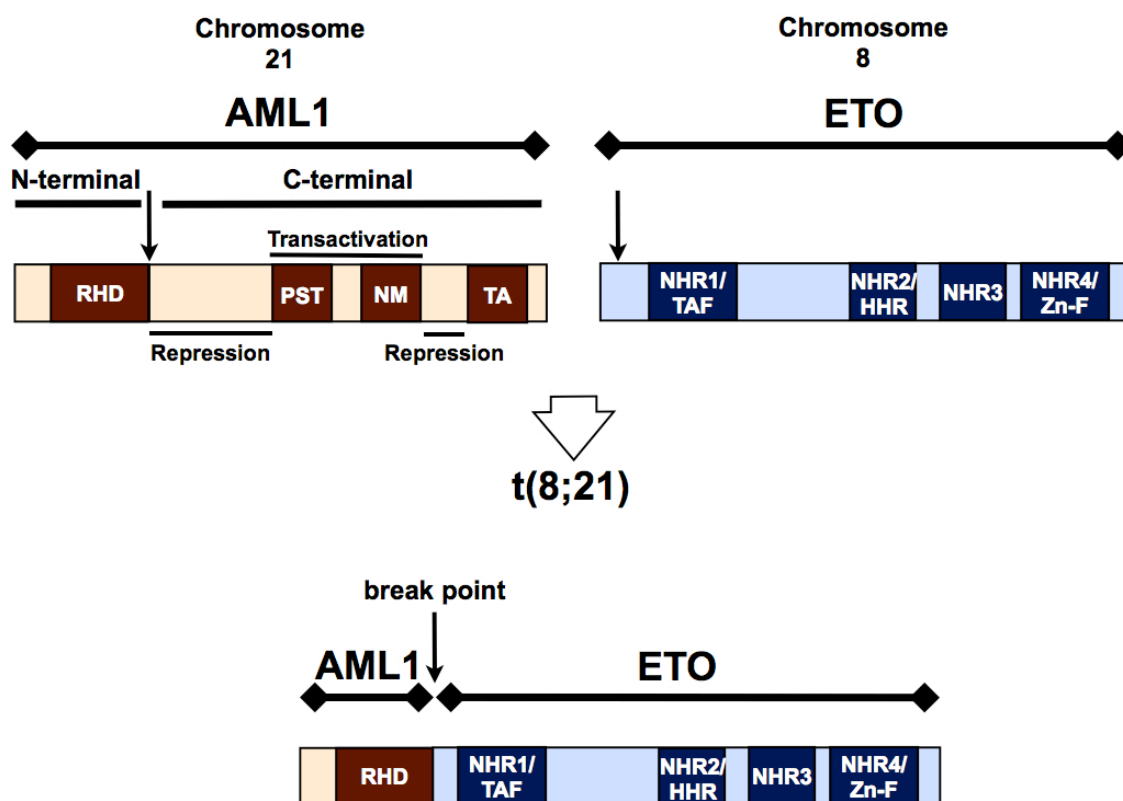 Chromosome
21
Chromosome
8
AML1
ETO
N-terminal
C-terminal
Transactivation
RHD
PST
NM
TA
NHR1/
TAF
NHR2/
HHR
NHR3
NHR4/
Zn-F
Repression
Repression
t(8;21)
break point
AML1
ETO
RHD
NHR1/
TAF
NHR2/
HHR
NHR3
NHR4/
Zn-F